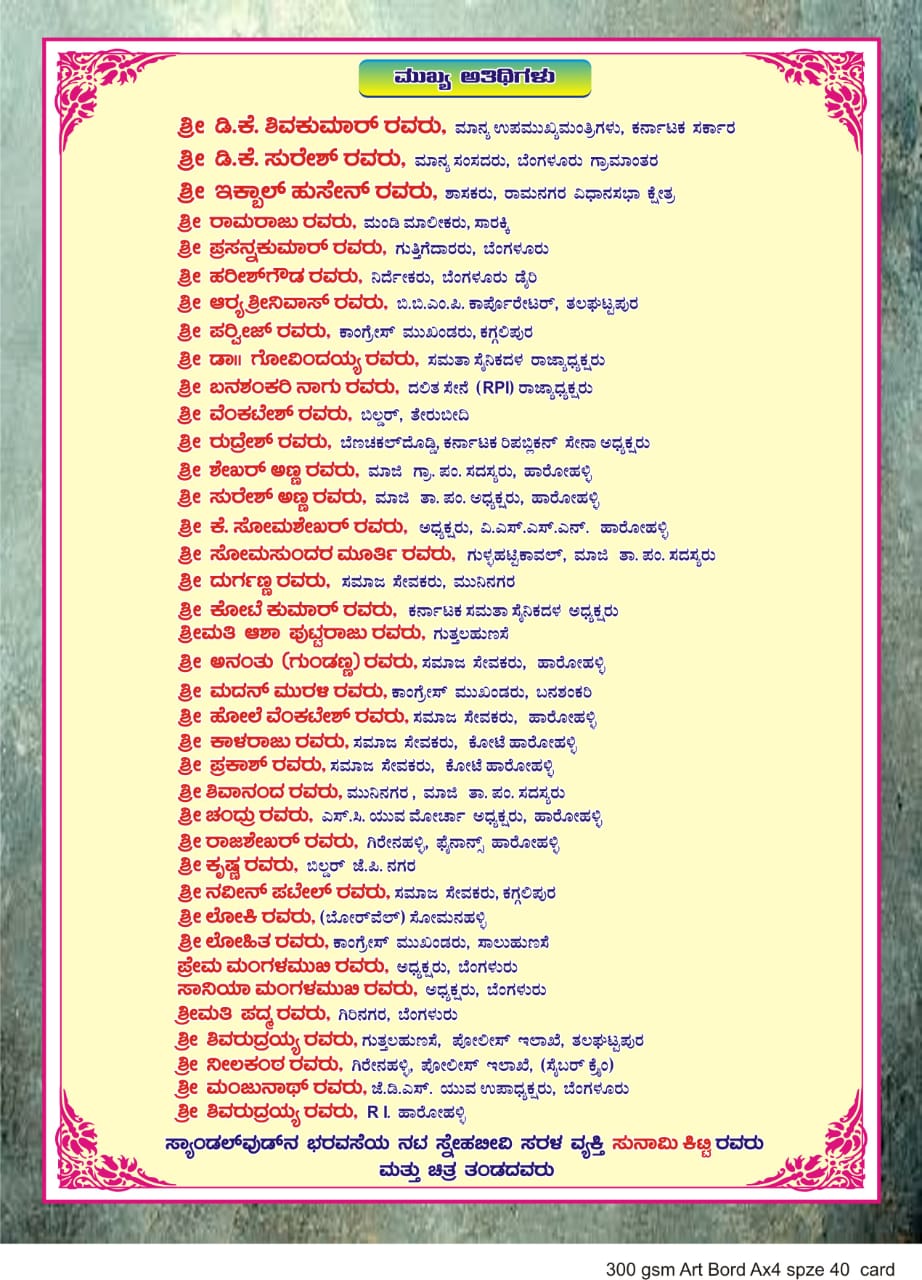 ಮುಖ್ಯ ಅತಿಥಿಗಳು
ಶ್ರೀ ಡಿ.ಕೆ. ಶಿವಕುಮಾರ್ ರವರು, ಮಾನ್ಯ ಉಪಮುಖ್ಯಮಂತ್ರಿಗಳು, ಕರ್ನಾಟಕ ಸರ್ಕಾರ
ಶ್ರೀ ಡಿ.ಕೆ. ಸುರೇಶ್ ರವರು, ಮಾನ್ಯ ಸಂಸದರು, ಬೆಂಗಳೂರು ಗ್ರಾಮಾಂತರ
ಶ್ರೀ ಇಕ್ಬಾಲ್ ಹುಸೇನ್ ರವರು, ಶಾಸಕರು, ರಾಮನಗರ ವಿಧಾನಸಭಾ ಕ್ಷೇತ್ರ
ಶ್ರೀ ರಾಮರಾಜು ರವರು, ಮಂಡಿ ಮಾಲೀಕರು, ಸಾರಕ್ಕಿ
ಶ್ರೀ ಪ್ರಸನ್ನಕುಮಾರ್ ರವರು, ಗುತ್ತಿಗೆದಾರರು, ಬೆಂಗಳೂರು
ಶ್ರೀ ಹರೀಶ್‌ಗೌಡ ರವರು, ನಿರ್ದೇಕರು, ಬೆಂಗಳೂರು ಡೈರಿ
ಶ್ರೀ ಆರ‍್ಯ ಶ್ರೀನಿವಾಸ್ ರವರು, ಬಿ.ಬಿ.ಎಂ.ಪಿ. ಕಾರ್ಪೊರೇಟರ್, ತಲಘಟ್ಟಪುರ
ಶ್ರೀ ಪರ‍್ವೀಜ್ ರವರು, ಕಾಂಗ್ರೇಸ್ ಮುಖಂಡರು, ಕಗ್ಗಲಿಪುರ
ಶ್ರೀ ಡಾ॥ ಗೋವಿಂದಯ್ಯ ರವರು, ಸಮತಾ ಸೈನಿಕದಳ ರಾಜ್ಯಾಧ್ಯಕ್ಷರು
ಶ್ರೀ ಬನಶಂಕರಿ ನಾಗು ರವರು, ದಲಿತ ಸೇನೆ (RPI) ರಾಜ್ಯಾಧ್ಯಕ್ಷರು
ಶ್ರೀ ವೆಂಕಟೇಶ್ ರವರು, ಬಿಲ್ಡರ್, ತೇರುಬೀದಿ
ಶ್ರೀ ರುದ್ರೇಶ್ ರವರು, ಬೆಣಚಕಲ್‌ದೊಡ್ಡಿ, ಕರ್ನಾಟಕ ರಿಪಬ್ಲಿಕನ್ ಸೇನಾ ಅಧ್ಯಕ್ಷರು
ಶ್ರೀ ಶೇಖರ್ ಅಣ್ಣ ರವರು, ಮಾಜಿ ಗ್ರಾ. ಪಂ. ಸದಸ್ಯರು, ಹಾರೋಹಳ್ಳಿ
ಶ್ರೀ ಸುರೇಶ್ ಅಣ್ಣ ರವರು, ಮಾಜಿ ತಾ. ಪಂ. ಅಧ್ಯಕ್ಷರು, ಹಾರೋಹಳ್ಳಿ
ಶ್ರೀ ಕೆ. ಸೋಮಶೇಖರ್ ರವರು, ಅಧ್ಯಕ್ಷರು, ವಿ.ಎಸ್.ಎಸ್.ಎನ್. ಹಾರೋಹಳ್ಳಿ
ಶ್ರೀ ಸೋಮಸುಂದರ ಮೂರ್ತಿ ರವರು, ಗುಳ್ಳಹಟ್ಟಿಕಾವಲ್, ಮಾಜಿ ತಾ. ಪಂ. ಸದಸ್ಯರು
ಶ್ರೀ ದುರ್ಗಣ್ಣ ರವರು, ಸಮಾಜ ಸೇವಕರು, ಮುನಿನಗರ
ಶ್ರೀ ಕೋಟೆ ಕುಮಾರ್ ರವರು, ಕರ್ನಾಟಕ ಸಮತಾ ಸೈನಿಕದಳ ಅಧ್ಯಕ್ಷರು
ಶ್ರೀಮತಿ ಆಶಾ ಪುಟ್ಟರಾಜು ರವರು, ಗುತ್ತಲಹುಣಸೆ
ಶ್ರೀ ಅನಂತು (ಗುಂಡಣ್ಣ) ರವರು, ಸಮಾಜ ಸೇವಕರು, ಹಾರೋಹಳ್ಳಿ
ಶ್ರೀ ಮದನ್ ಮುರಳಿ ರವರು, ಕಾಂಗ್ರೇಸ್ ಮುಖಿಂಡರು, ಬನಶಂಕರಿ
ಶ್ರೀ ಹೋಲೆ ವೆಂಕಟೇಶ್ ರವರು, ಸಮಾಜ ಸೇವಕರು, ಹಾರೋಹಳ್ಳಿ
ಶ್ರೀ ಕಾಳರಾಜು ರವರು, ಸಮಾಜ ಸೇವಕರು, ಕೋಟೆ ಹಾರೋಹಳ್ಳಿ
ಶ್ರೀ ಪ್ರಕಾಶ್ ರವರು, ಸಮಾಜ ಸೇವಕರು, ಕೋಟೆ ಹಾರೋಹಳ್ಳಿ
ಶ್ರೀ ಶಿವಾನಂದ ರವರು, ಮುನಿನಗರ, ಮಾಜಿ ತಾ. ಪಂ. ಸದಸ್ಯರು
ಶ್ರೀ ಚಂದ್ರು ರವರು, ಎಸ್.ಸಿ. ಯುವ ಮೋರ್ಚಾ ಅಧ್ಯಕ್ಷರು, ಹಾರೋಹಳ್ಳಿ
ಶ್ರೀ ರಾಜಶೇಖರ್ ರವರು, ಗಿರೇನಹಳ್ಳಿ, ಫೈನಾನ್ಸ್ ಹಾರೋಹಳ್ಳಿ
ಶ್ರೀ ಕೃಷ್ಣ ರವರು, ಬಿಲ್ಡರ್ ಜೆ.ಪಿ. ನಗರ
ಶ್ರೀ ನವೀನ್ ಪಟೇಲ್ ರವರು, ಸಮಾಜ ಸೇವಕರು, ಕಗ್ಗಲಿಪುರ
ಶ್ರೀ ಲೋಕಿ ರವರು, (ಬೋರ್‌ವೆಲ್) ಸೋಮನಹಳ್ಳಿ
ಶ್ರೀ ಲೋಹಿತ ರವರು, ಕಾಂಗ್ರೇಸ್ ಮುಖಿಂಡರು, ಸಾಲುಹುಣಸೆ
ಪ್ರೇಮ ಮಂಗಳಮುಖಿ ರವರು, ಅಧ್ಯಕ್ಷರು, ಬೆಂಗಳುರು
ಸಾನಿಯಾ ಮಂಗಳಮುಖಿ ರವರು, ಅಧ್ಯಕ್ಷರು, ಬೆಂಗಳುರು
ಶ್ರೀಮತಿ ಪದ್ಮ ರವರು, ಗಿರಿನಗರ, ಬೆಂಗಳುರು
ಶ್ರೀ ಶಿವರುದ್ರಯ್ಯ ರವರು, ಗುತ್ತಲಹುಣಸೆ, ಪೋಲೀಸ್ ಇಲಾಖೆ, ತಲಘಟ್ಟಪುರ
ಶ್ರೀ ನೀಲಕಂಠ ರವರು, ಗಿರೇನಹಳ್ಳಿ, ಪೋಲೀಸ್ ಇಲಾಖೆ, (ಸೈಬರ್ ಕ್ರೈಂ)
ಶ್ರೀ ಮಂಜುನಾಥ್ ರವರು, ಜೆ.ಡಿ.ಎಸ್. ಯುವ ಉಪಾಧ್ಯಕ್ಷರು, ಬೆಂಗಳೂರು
ಶ್ರೀ ಶಿವರುದ್ರಯ್ಯ ರವರು, R I. ಹಾರೋಹಳ್ಳಿ
ಸ್ಯಾಂಡಲ್‌ವುಡ್‌ನ ಭರವಸೆಯ ನಟ ಸ್ನೇಹಜೀವಿ ಸರಳ ವ್ಯಕ್ತಿ ಸುನಾಮಿ ಕಿಟ್ಟಿ ರವರು
ಮತ್ತು ಚಿತ್ರ ತಂಡದವರು
300 gsm Art Bord Ax4 spze 40 card